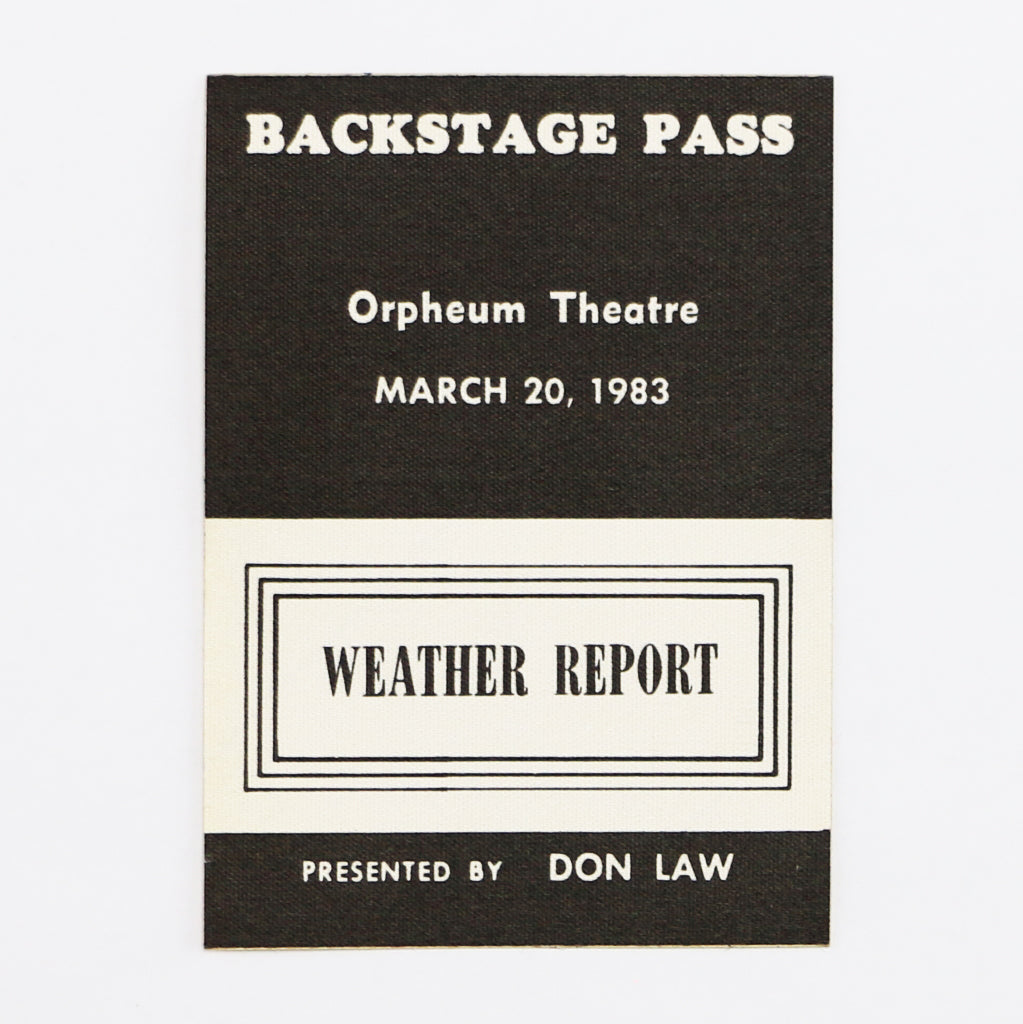 BACKSTAGE PASS
Orpheum Theatre
MARCH 20, 1983
WEATHER REPORT
PRESENTED BY DON LAW